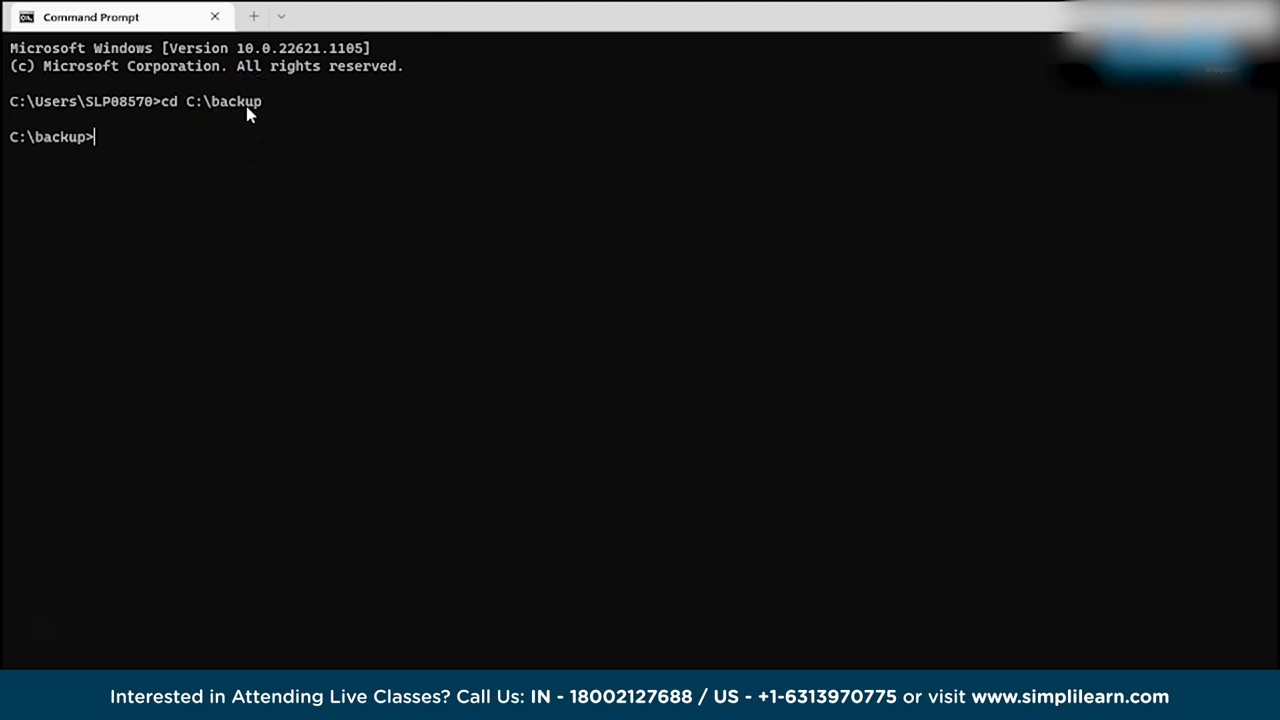 Command Prompt
Microsoft Windows [Version 10.0.22621.1105]
(c) Microsoft Corporation. All rights reserved.
C:\Users\SLP08570>cd C:\backup
C:\backup>
Interested in Attending Live Classes? Call Us: IN - 18002127688 / US - +1-6313970775 or visit www.simplilearn.com